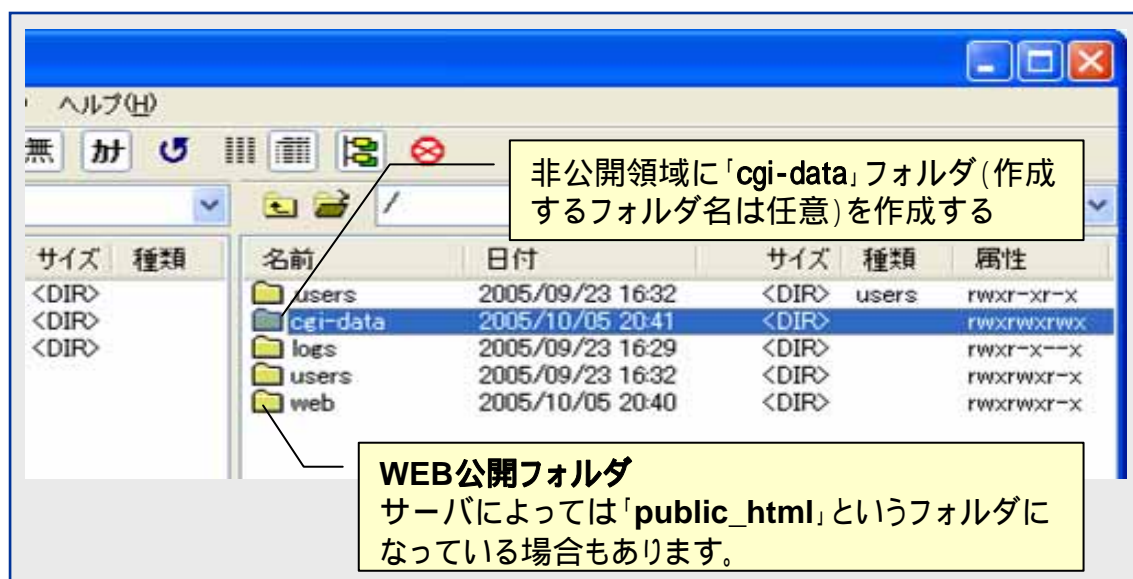 ヘルプ(H)
無 カナ
非公開領域に「cgi-data」フォルダ(作成
するフォルダ名は任意)を作成する
/
サイズ 種類
<DIR>
<DIR>
<DIR>
名前 日付 サイズ 種類 属性
users 2005/09/23 16:32 <DIR> users rwxr-xr-x
cgi-data 2005/10/05 20:41 <DIR> rwxrwxrwx
logs 2005/09/23 16:29 <DIR> rwxr-x--x
users 2005/09/23 16:32 <DIR> rwxrwxr-x
web 2005/10/05 20:40 <DIR> rwxrwxr-x
WEB公開フォルダ
サーバによっては「public_html」というフォルダに
なっている場合もあります。